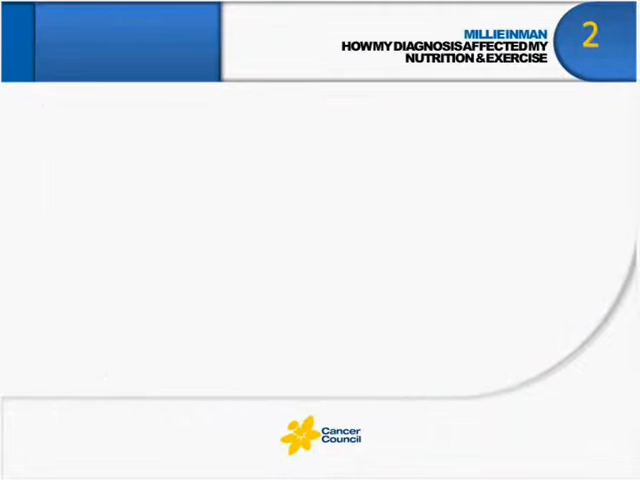 MILLIE INMAN
HOW MY DIAGNOSIS AFFECTED MY
NUTRITION & EXERCISE
2
Cancer
Council